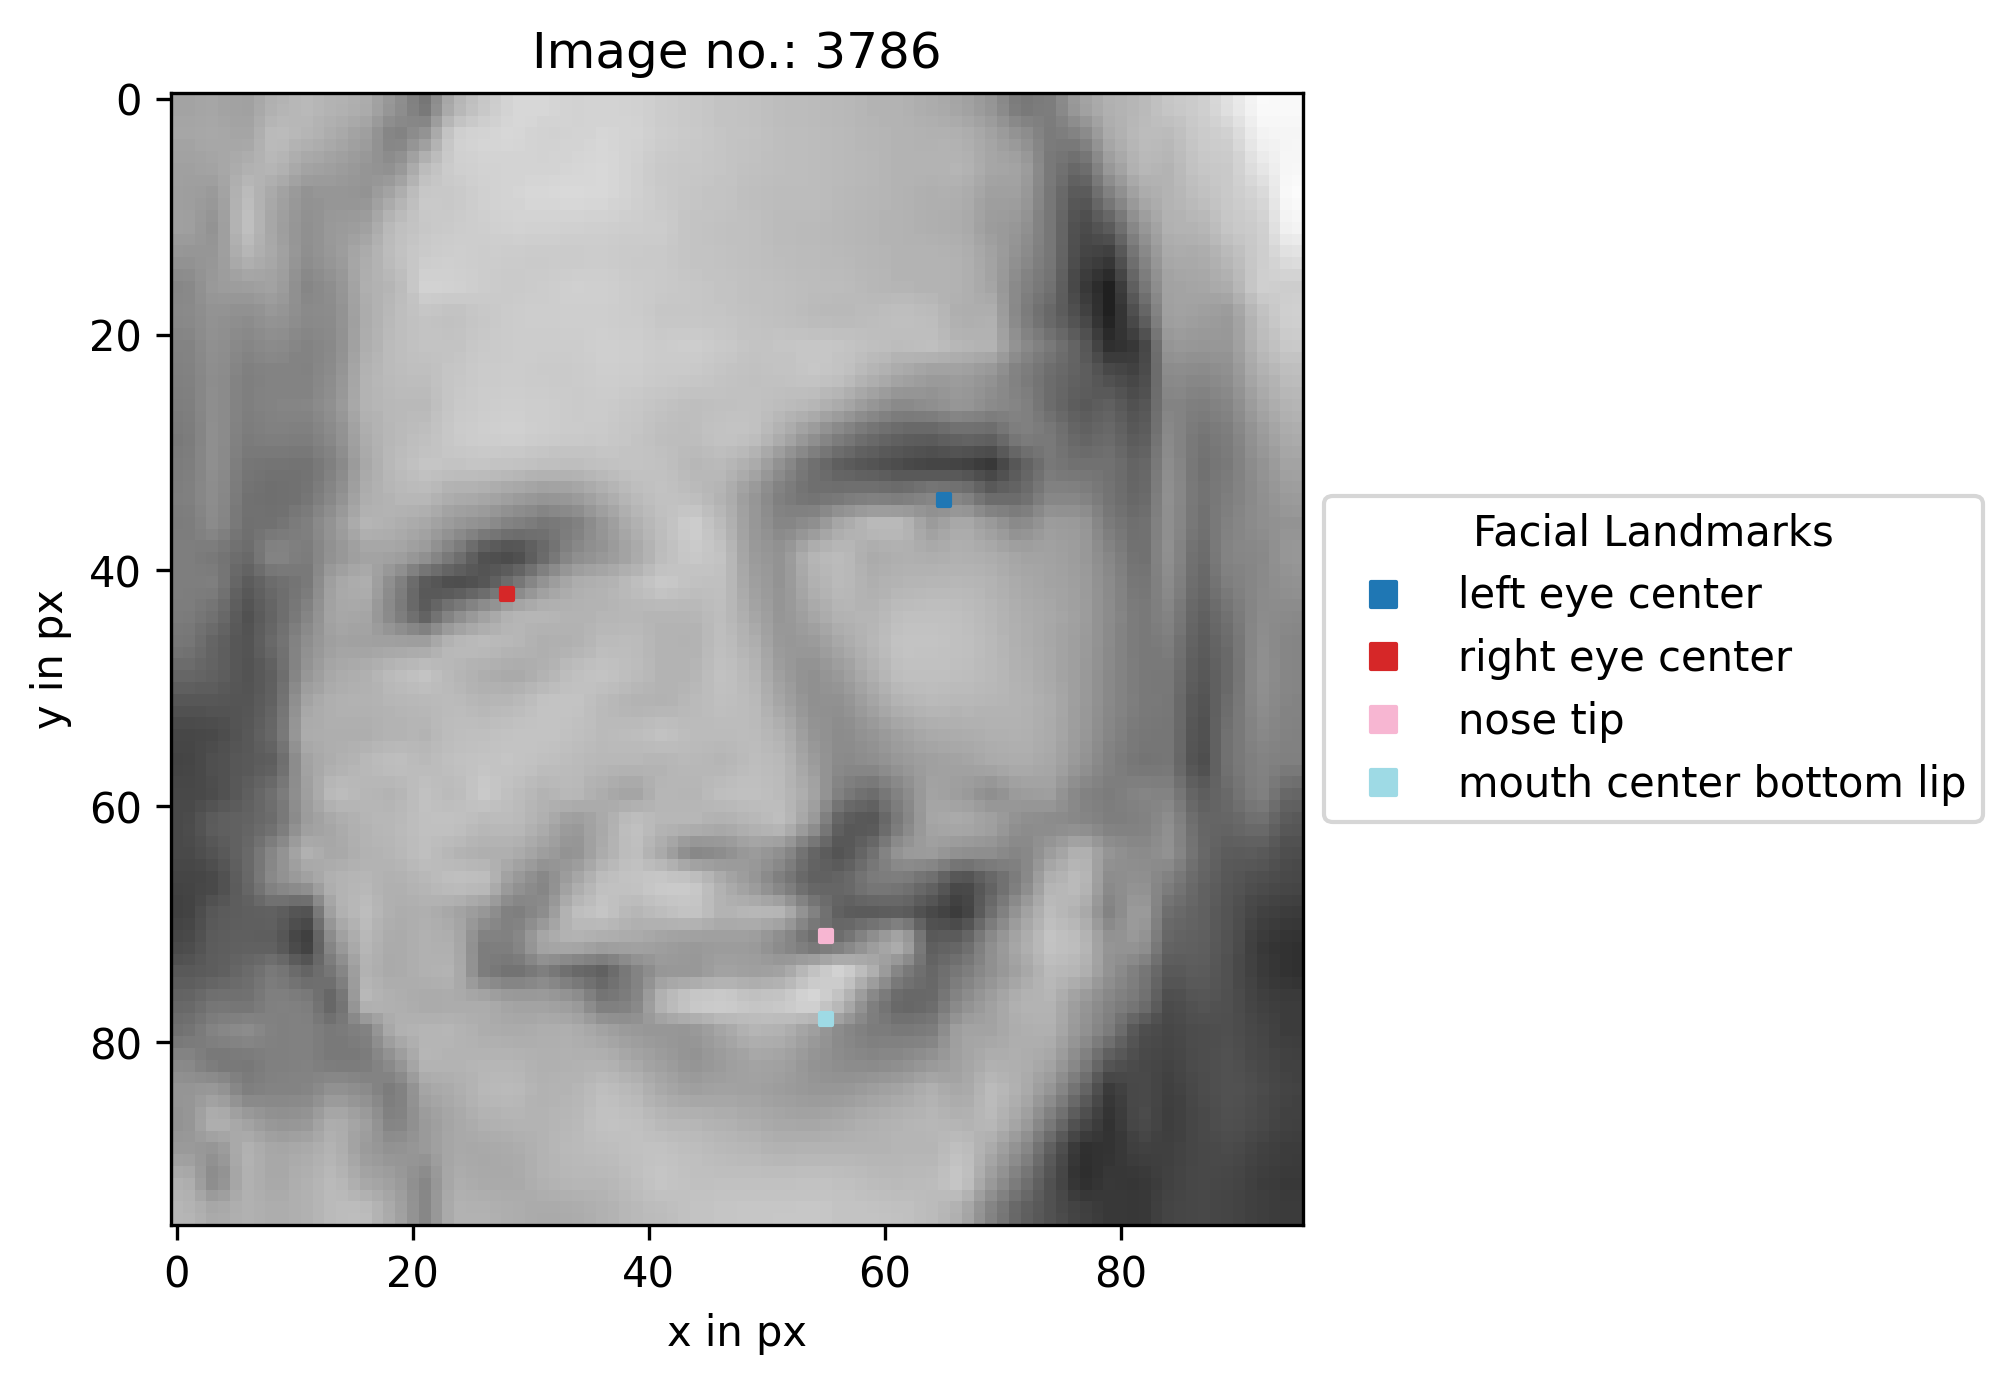 Image no.: 3786
0
20
40
60
80
y in px
0 20 40 60 80
x in px
Facial Landmarks
left eye center
right eye center
nose tip
mouth center bottom lip